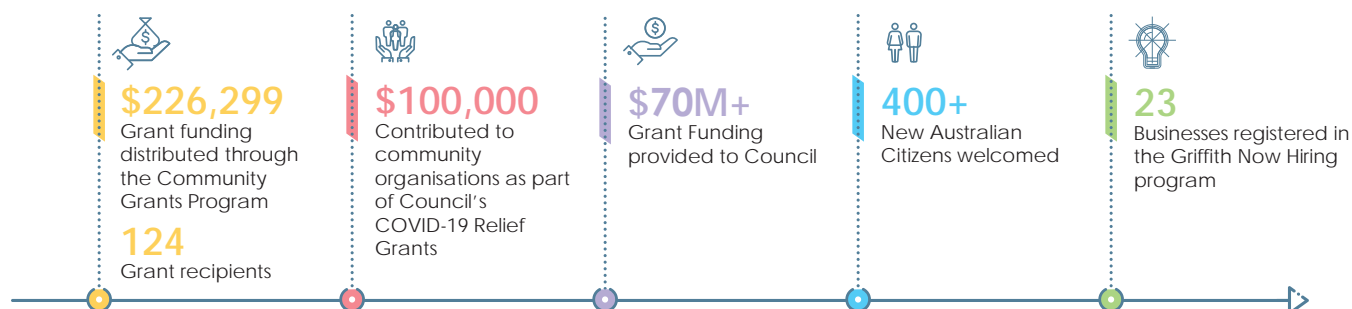 $226,299
Grant funding
distributed through
the Community
Grants Program
124
Grant recipients
$100,000
Contributed to
community
organisations as part
of Council's
COVID-19 Relief
Grants
$70M+
Grant Funding
provided to Council
400+
New Australian
Citizens welcomed
23
Businesses registered in
the Griffith Now Hiring
program